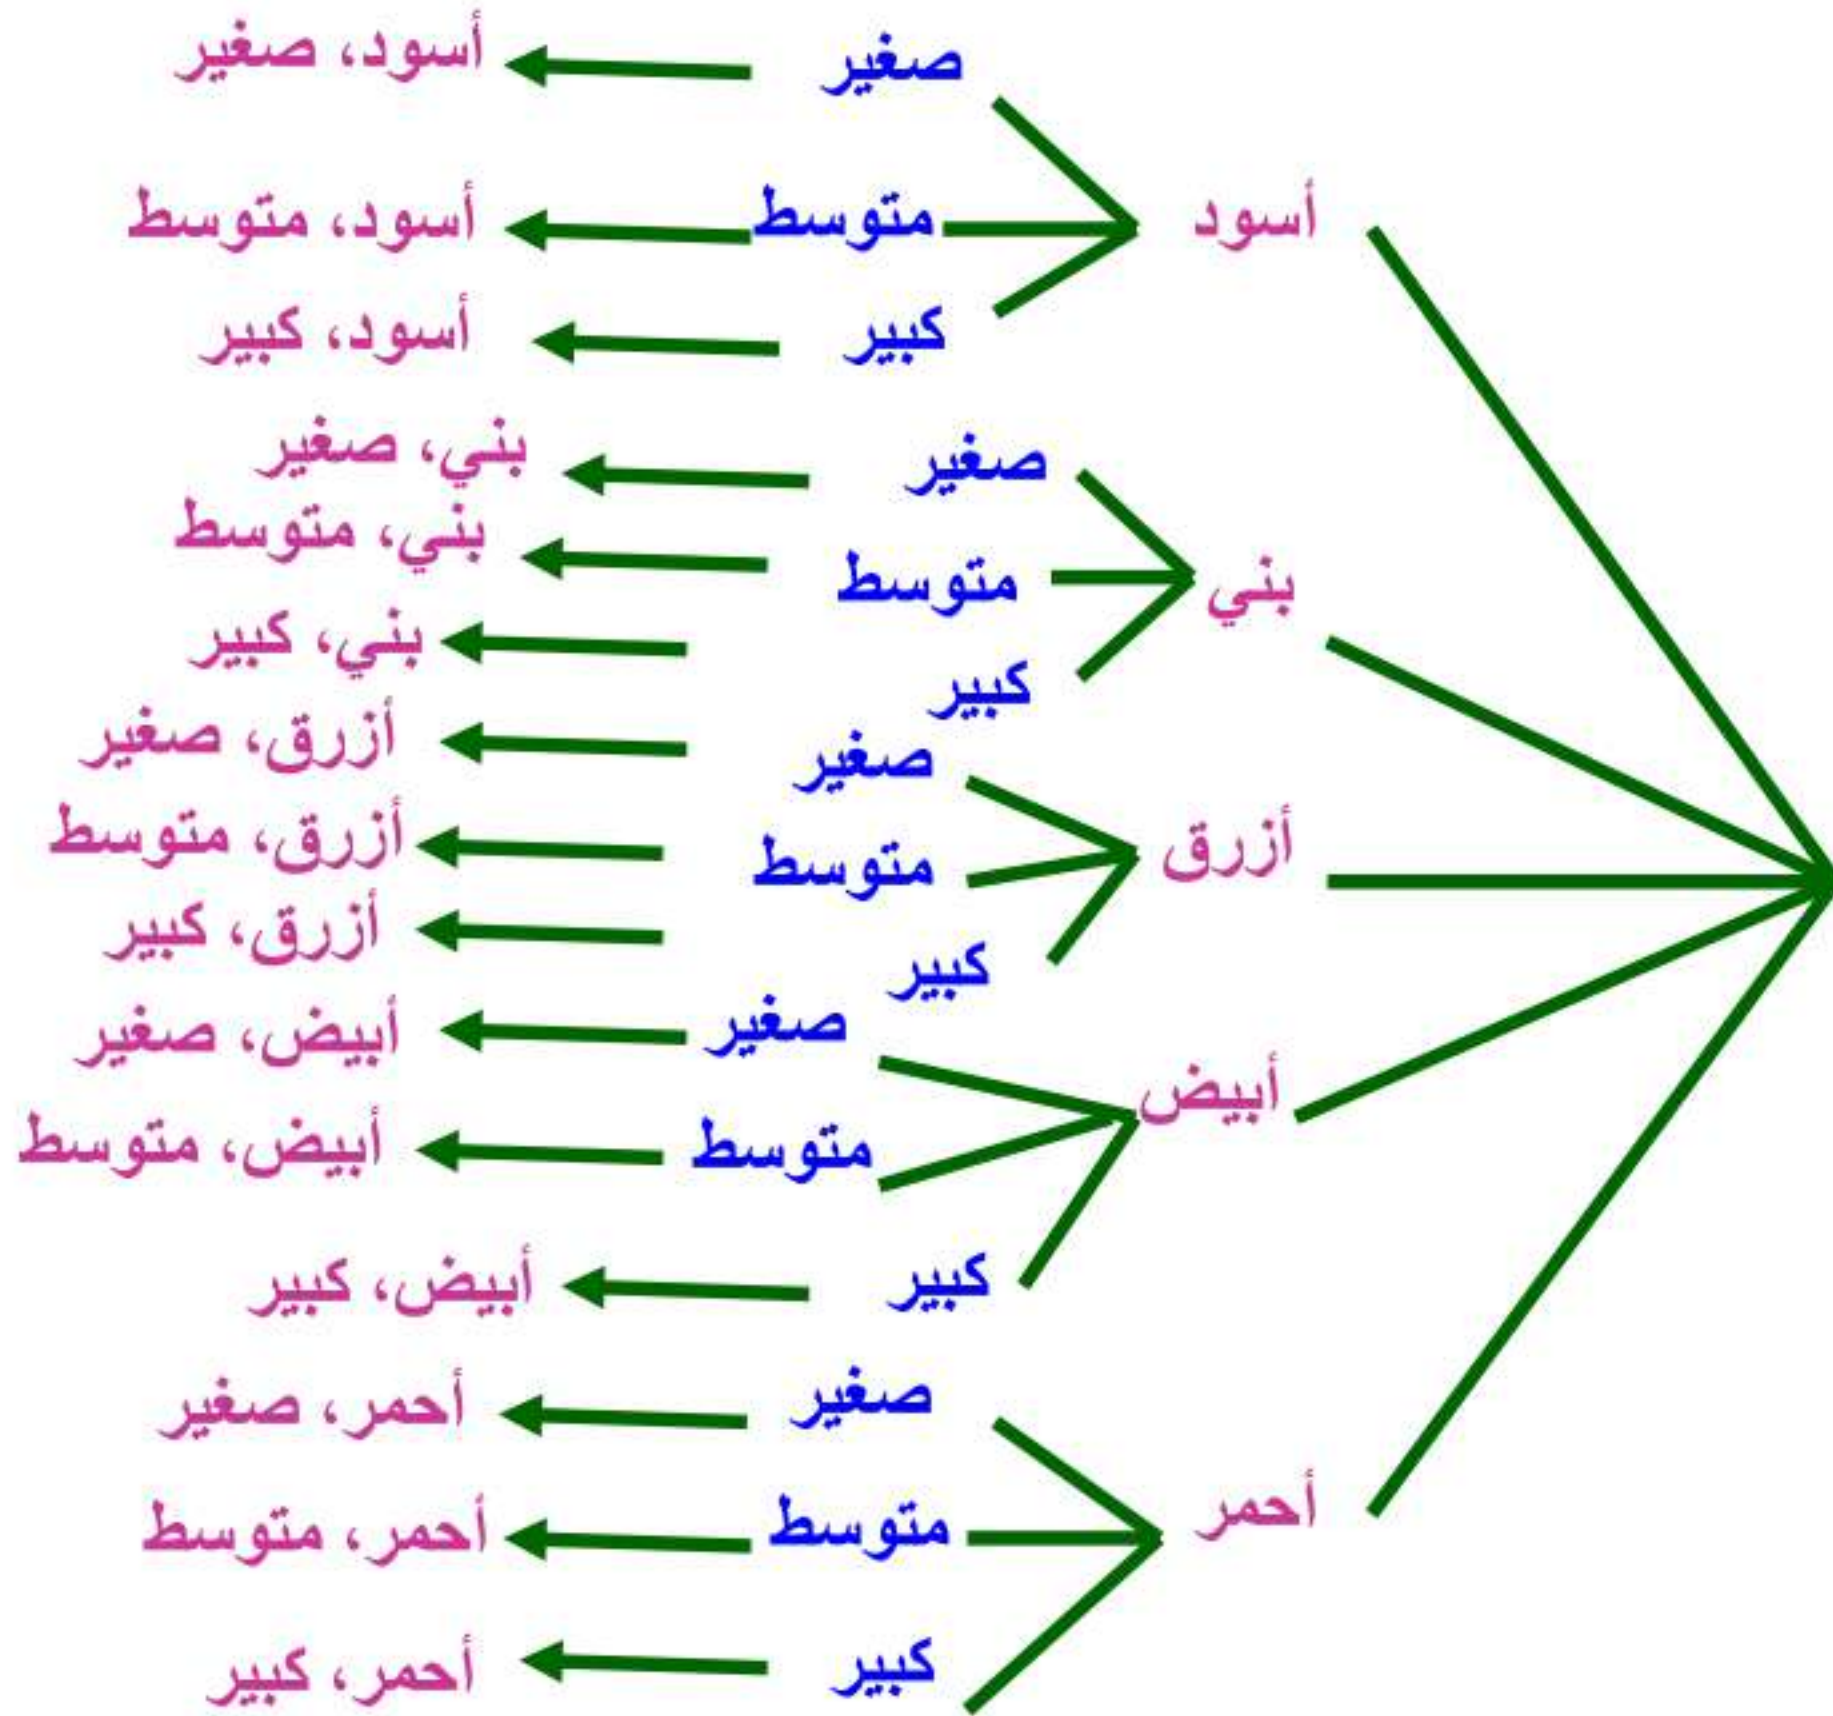 أسود
صغير
أسود، صغير
متوسط
أسود، متوسط
كبير
أسود، كبير
بني
صغير
بني، صغير
متوسط
بني، متوسط
كبير
بني، كبير
أزرق
صغير
أزرق، صغير
متوسط
أزرق، متوسط
كبير
أزرق، كبير
أبيض
صغير
أبيض، صغير
متوسط
أبيض، متوسط
كبير
أبيض، كبير
أحمر
صغير
أحمر، صغير
متوسط
أحمر، متوسط
كبير
أحمر، كبير